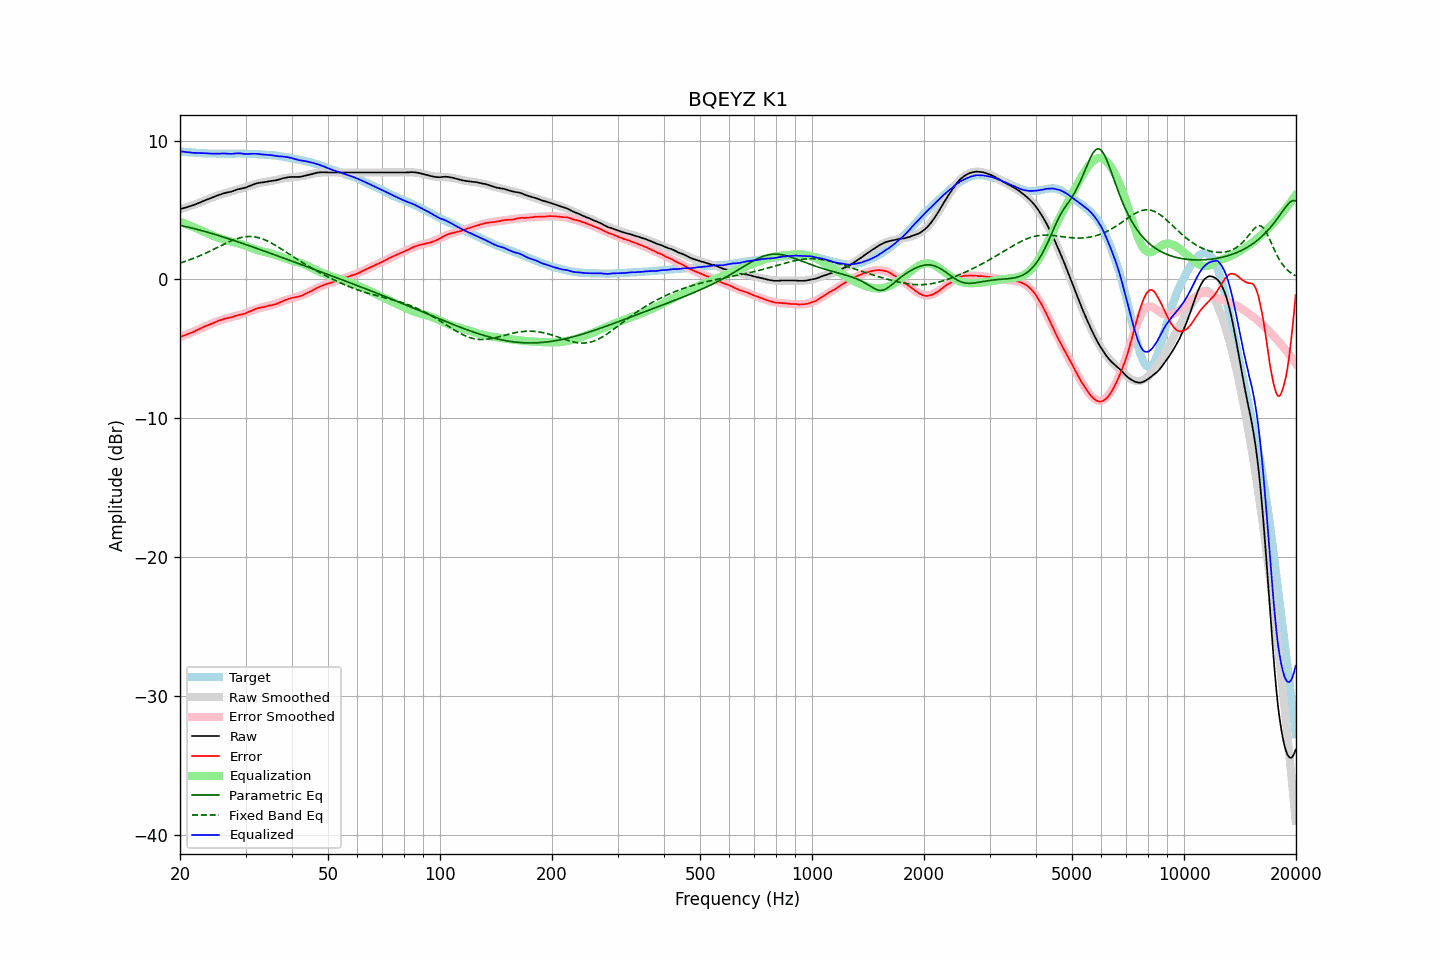 BQEYZ K1
10
0
−10
−20
−30
−40
Amplitude (dBr)
Target
Raw Smoothed
Error Smoothed
Raw
Error
Equalization
Parametric Eq
Fixed Band Eq
Equalized
20 50 100 200 500 1000 2000 5000 10000 20000
Frequency (Hz)